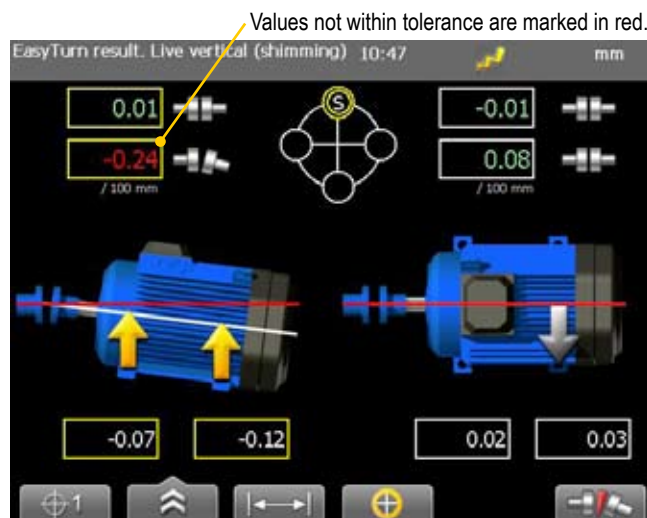 Values not within tolerance are marked in red.
EasyTurn result. Live vertical (shimming) 10:47 mm
0.01 S -0.01
-0.24 0.08
/ 100 mm / 100 mm
-0.07 -0.12 0.02 0.03
1